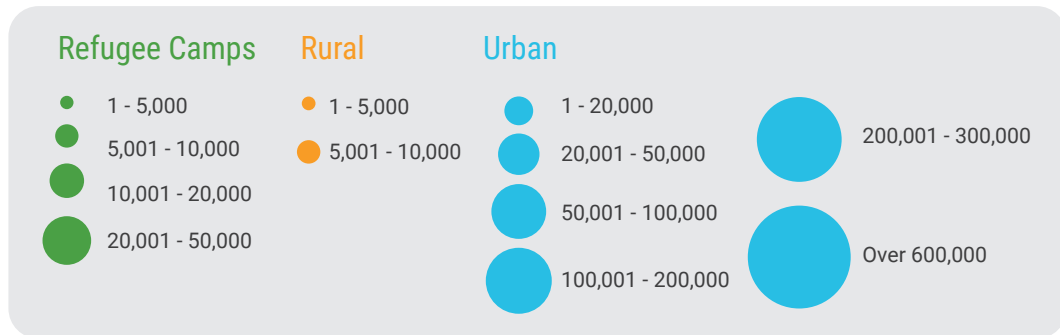 Refugee Camps
1 - 5,000
5,001 - 10,000
10,001 - 20,000
20,001 - 50,000
Rural
1 - 5,000
5,001 - 10,000
Urban
1 - 20,000
20,001 - 50,000
50,001 - 100,000
100,001 - 200,000
200,001 - 300,000
Over 600,000